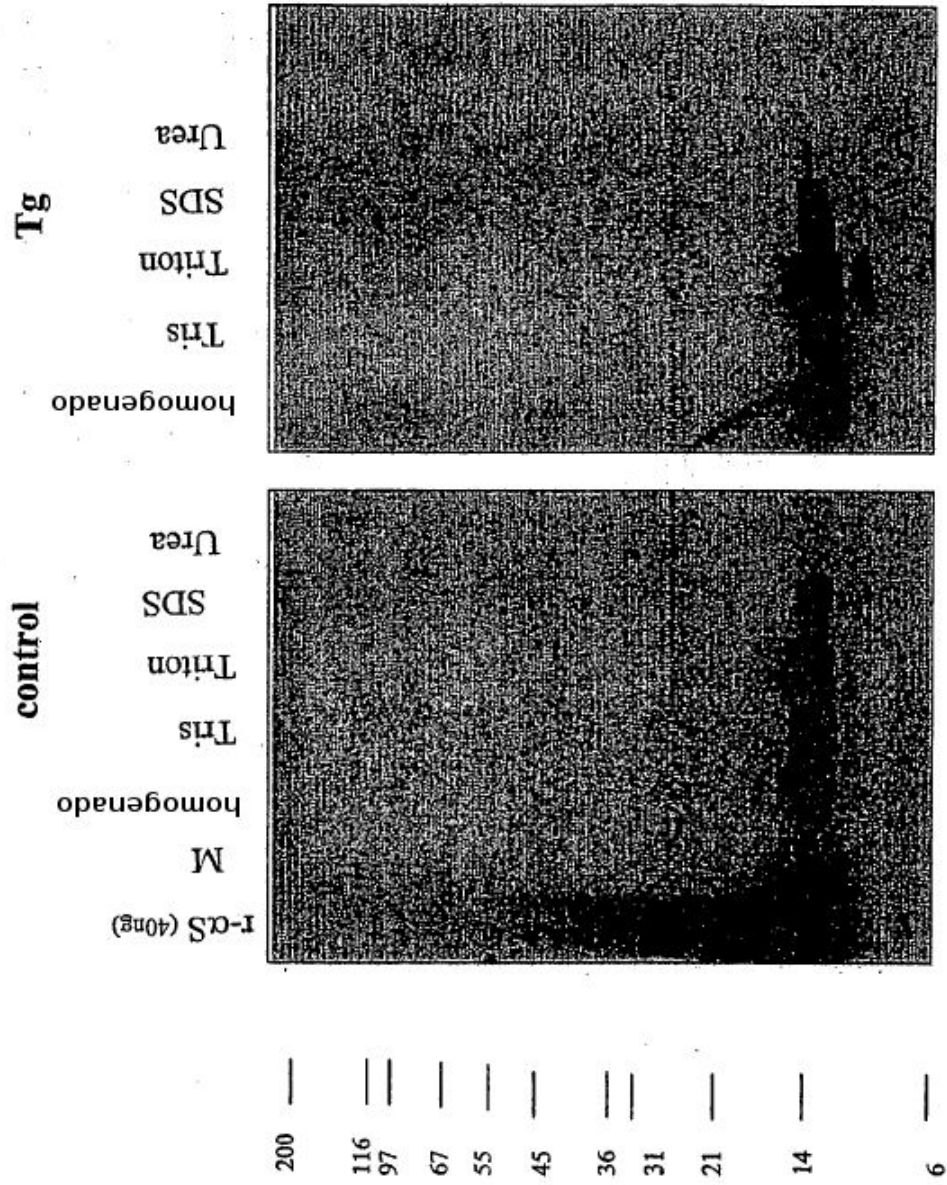 control
Tg
r-αS (40ng)
M
homogenado
Tris
Triton
SDS
Urea
homogenado
Tris
Triton
SDS
Urea
200
116
97
67
55
45
36
31
21
14
6